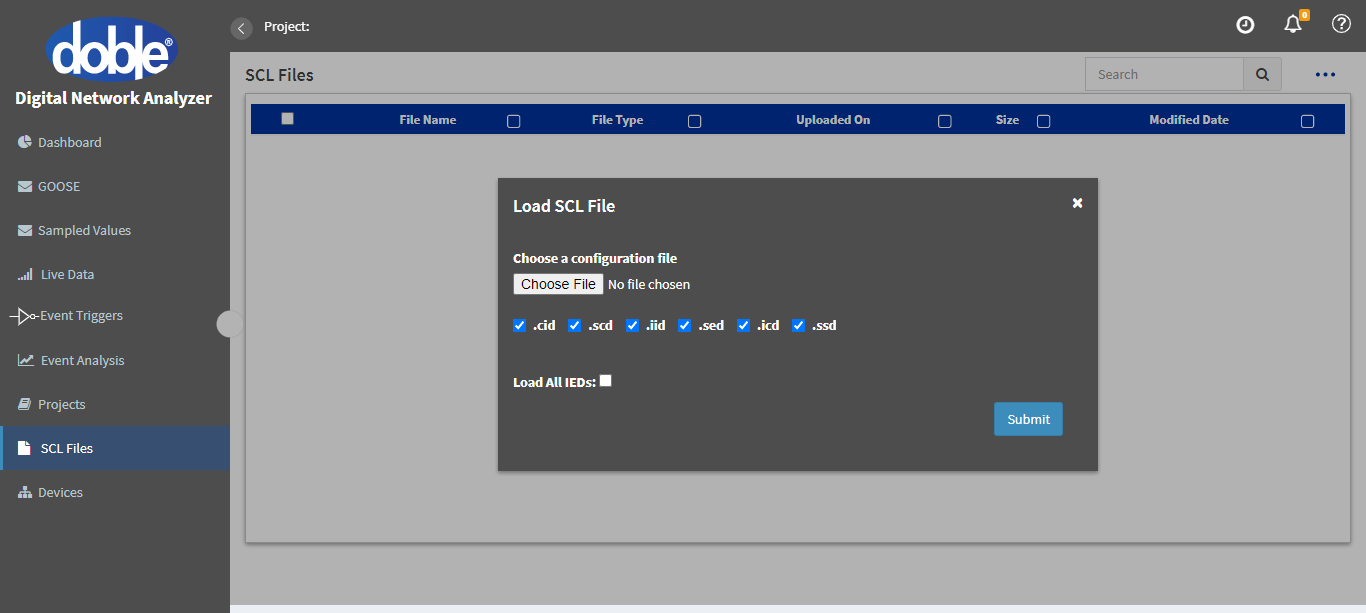 doble®
Digital Network Analyzer
Dashboard
GOOSE
Sampled Values
Live Data
Event Triggers
Event Analysis
Projects
SCL Files
Devices
Project:
0
SCL Files
Search
File Name File Type Uploaded On Size Modified Date
Load SCL File
Choose a configuration file
Choose File No file chosen
.cid .scd .iid .sed .icd .ssd
Load All IEDs:
Submit